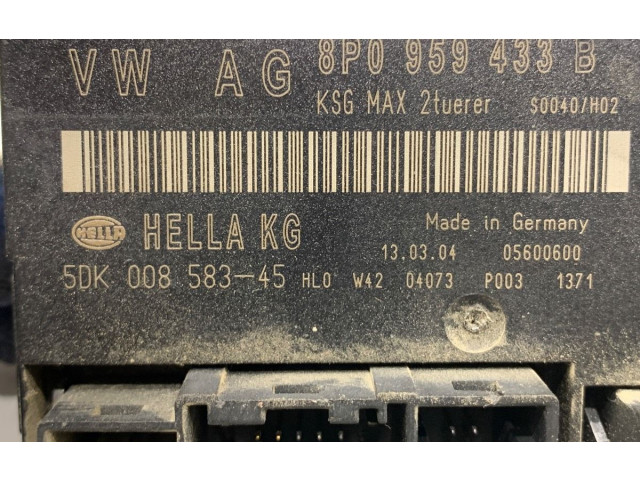 VW AG 8P0 959 433 B
KSG MAX 2tuerer S0040/H02
HELLA HELLA KG Made in Germany
13.03.04 05600600
5DK 008 583-45 HL0 W42 04073 P003 1371